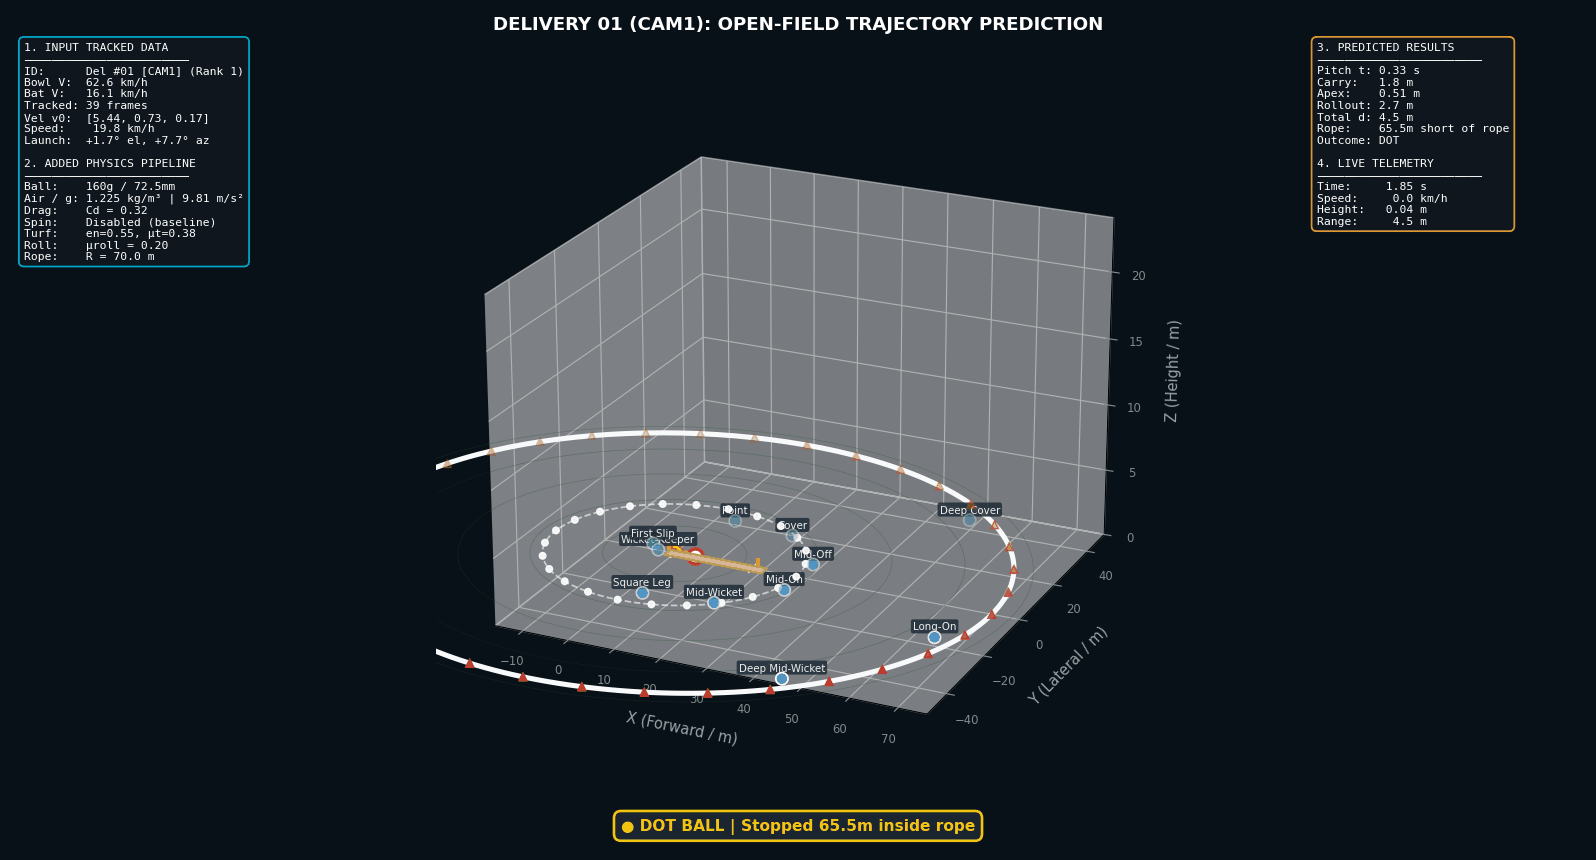 DELIVERY 01 (CAM1): OPEN-FIELD TRAJECTORY PREDICTION
1. INPUT TRACKED DATA
ID: Del #01 [CAM1] (Rank 1)
Bowl V: 62.6 km/h
Bat V: 16.1 km/h
Tracked: 39 frames
Vel v0: [5.44, 0.73, 0.17]
Speed: 19.8 km/h
Launch: +1.7° el, +7.7° az
2. ADDED PHYSICS PIPELINE
Ball: 160g / 72.5mm
Air / g: 1.225 kg/m³ | 9.81 m/s²
Drag: Cd = 0.32
Spin: Disabled (baseline)
Turf: en=0.55, μt=0.38
Roll: μroll = 0.20
Rope: R = 70.0 m
3. PREDICTED RESULTS
Pitch t: 0.33 s
Carry: 1.8 m
Apex: 0.51 m
Rollout: 2.7 m
Total d: 4.5 m
Rope: 65.5m short of rope
Outcome: DOT
4. LIVE TELEMETRY
Time: 1.85 s
Speed: 0.0 km/h
Height: 0.04 m
Range: 4.5 m
20
15
10
5
0
Z (Height / m)
Deep Cover
Point
Cover
First Slip
Wicket-Keeper
Mid-Off
Mid-On
Square Leg
Mid-Wicket
Long-On
Deep Mid-Wicket
40
20
0
−20
−40
Y (Lateral / m)
−10
0
10
20
30
40
50
60
70
X (Forward / m)
● DOT BALL | Stopped 65.5m inside rope